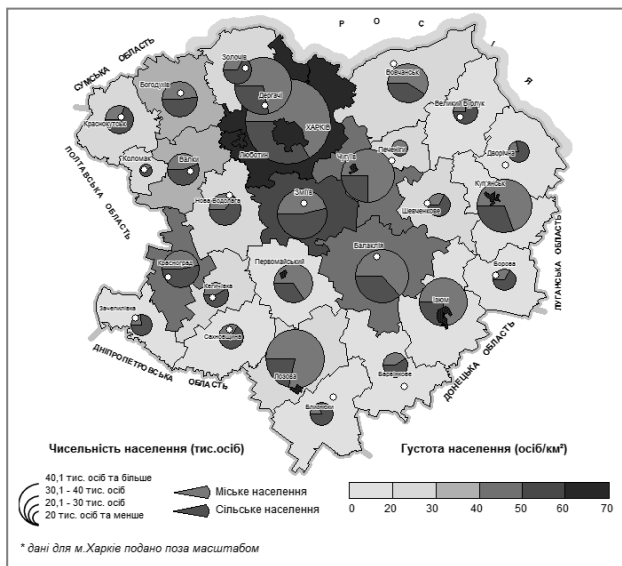 РОСІЯ
СУМСЬКА ОБЛАСТЬ
Золочів
Вовчанськ
Богодухів
Дергачі
Великий Бурлук
Краснокутськ
ХАРКІВ
Печеніги
Дворічна
Люботин
Чугуїв
Коломак
Валки
Куп'янськ
ПОЛТАВСЬКА ОБЛАСТЬ
Нова Водолага
Зміїв
Шевченкове
ЛУГАНСЬКА ОБЛАСТЬ
Балаклія
Красноград
Первомайський
Борова
Кегичівка
Ізюм
Зачепилівка
Сахновщина
ДНІПРОПЕТРОВСЬКА ОБЛАСТЬ
Лозова
Барвінкове
ДОНЕЦЬКА ОБЛАСТЬ
Близнюки
Чисельність населення (тис.осіб)
Густота населення (осіб/км²)
40,1 тис. осіб та більше
30,1 - 40 тис. осіб
20,1 - 30 тис. осіб
20 тис. осіб та менше
Міське населення
Сільське населення
0 20 30 40 50 60 70
* дані для м.Харків подано поза масштабом